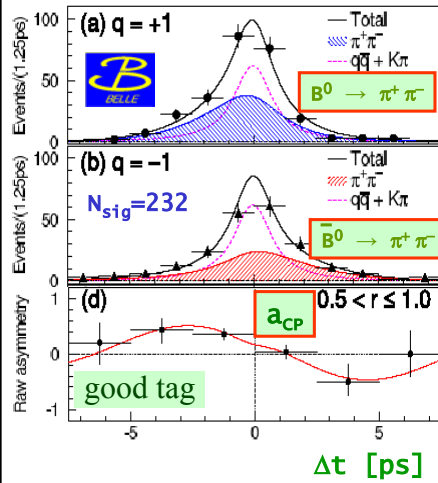 (a) q = +1
Total
π⁺π⁻
qq̄ + Kπ
B⁰ → π⁺ π⁻
BELLE
Events/(1.25ps)
100
50
0
(b) q = −1
Total
π⁺π⁻
qq̄ + Kπ
N_sig=232
B̄⁰ → π⁺ π⁻
Events/(1.25ps)
100
50
0
(d)
a_CP
0.5 < r ≤ 1.0
good tag
Raw asymmetry
1
0
-1
-5
0
5
Δt [ps]